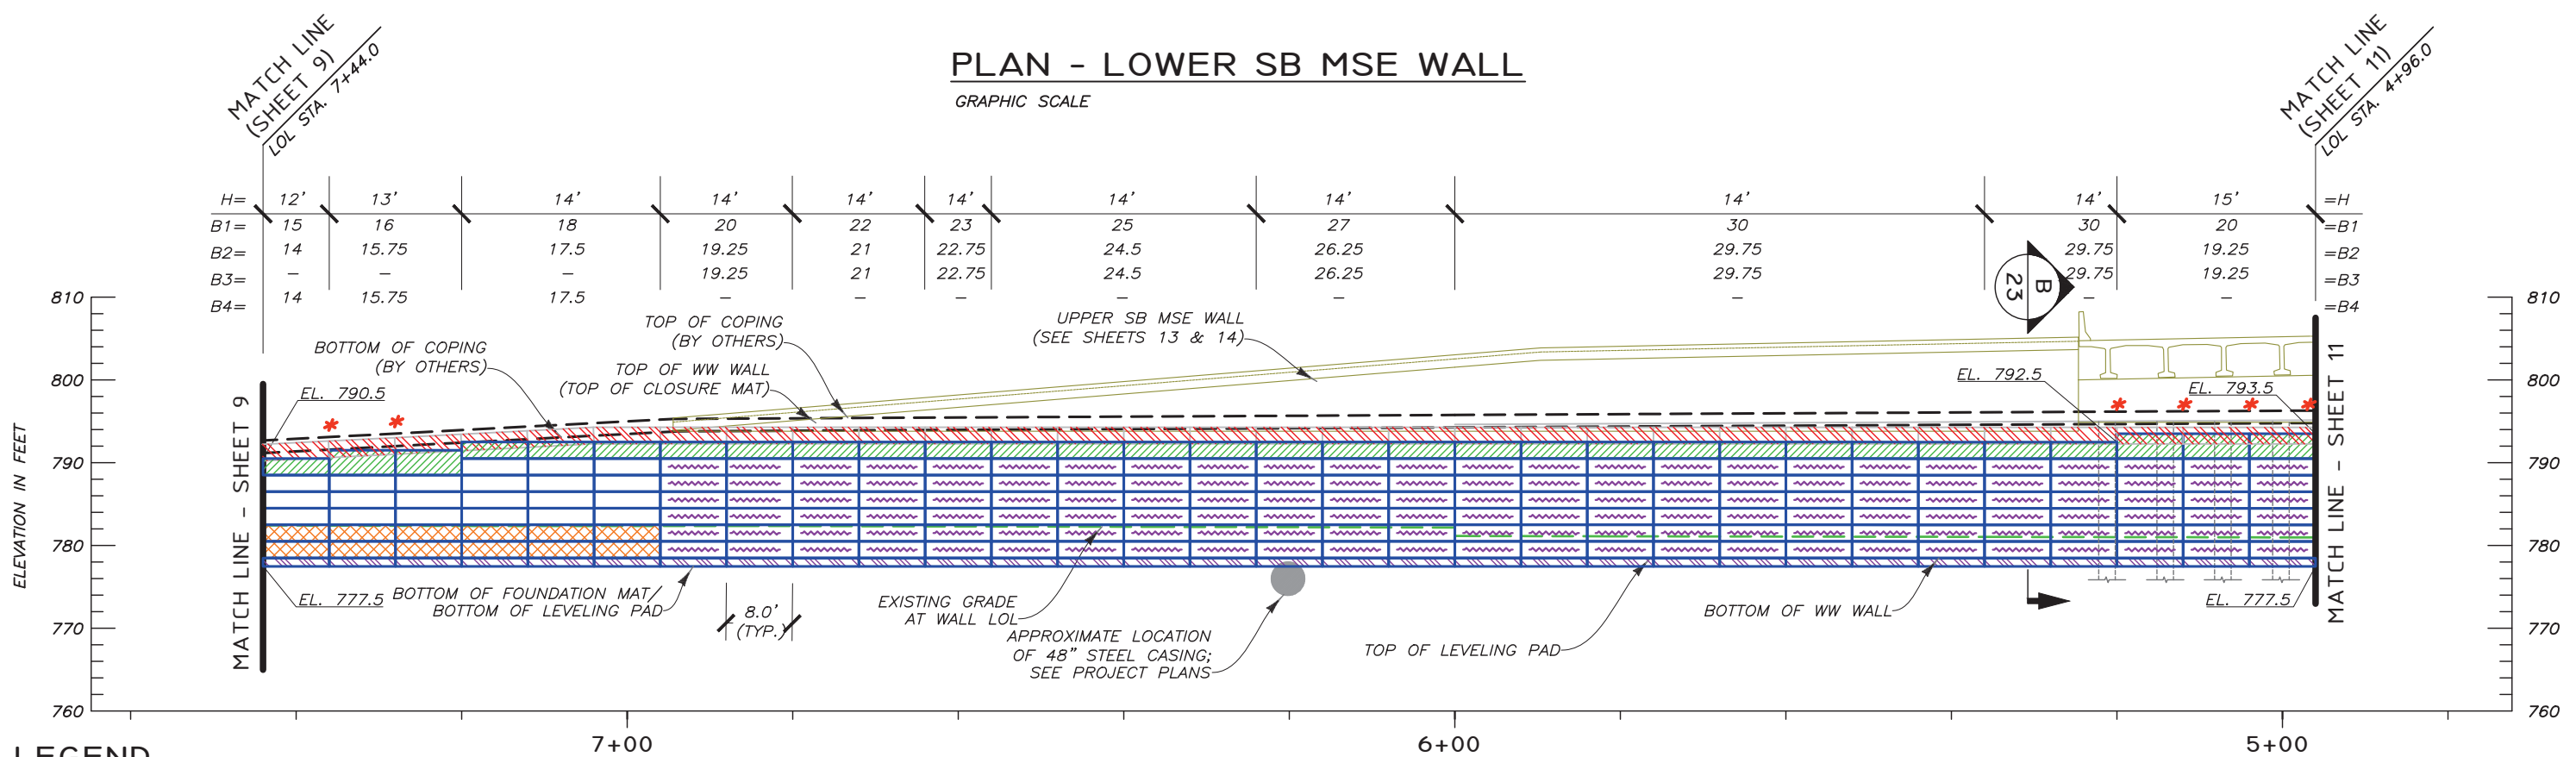 PLAN - LOWER SB MSE WALL
GRAPHIC SCALE
MATCH LINE
(SHEET 9)
LOL STA. 7+44.0
MATCH LINE
(SHEET 11)
LOL STA. 4+96.0
H= 12' 13' 14' 14' 14' 14' 14' 14' 14' 14' 15' =H
B1= 15 16 18 20 22 23 25 27 30 30 20 =B1
B2= 14 15.75 17.5 19.25 21 22.75 24.5 26.25 29.75 29.75 19.25 =B2
B3= - - - 19.25 21 22.75 24.5 26.25 29.75 29.75 19.25 =B3
B4= 14 15.75 17.5 - - - - - - - - =B4
B
23
810
800
790
780
770
760
ELEVATION IN FEET
MATCH LINE - SHEET 9
BOTTOM OF COPING
(BY OTHERS)
EL. 790.5
TOP OF COPING
(BY OTHERS)
TOP OF WW WALL
(TOP OF CLOSURE MAT)
UPPER SB MSE WALL
(SEE SHEETS 13 & 14)
EL. 792.5
EL. 793.5
* * * * * *
EL. 777.5
BOTTOM OF FOUNDATION MAT/
BOTTOM OF LEVELING PAD
8.0'
(TYP.)
EXISTING GRADE
AT WALL LOL
APPROXIMATE LOCATION
OF 48" STEEL CASING;
SEE PROJECT PLANS
TOP OF LEVELING PAD
BOTTOM OF WW WALL
EL. 777.5
MATCH LINE - SHEET 11
810
800
790
780
770
760
7+00 6+00 5+00
LEGEND